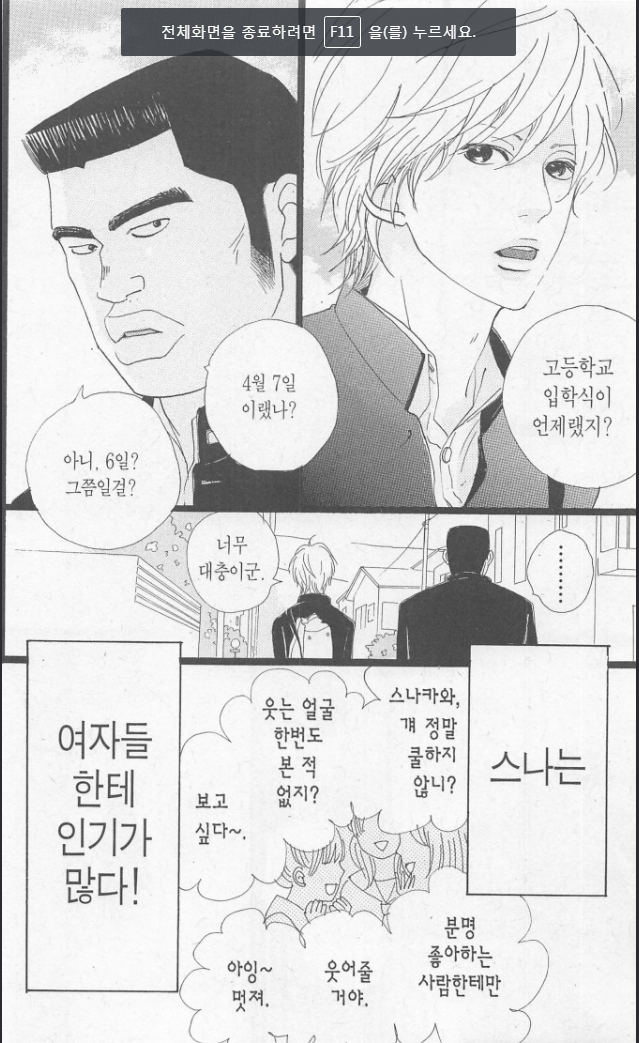 전체화면을 종료하려면 F11 을(를) 누르세요.
고등학교
입학식이
언제랬지?
4월 7일
이랬나?
아니, 6일?
그쯤일걸?
………
너무
대충이군.
스나는
스나카와,
걔 정말
쿨하지
않니?
웃는 얼굴
한번도
본 적
없지?
보고
싶다~.
분명
좋아하는
사람한테만
웃어줄
거야.
아잉~
멋져.
여자들
한테
인기가
많다!